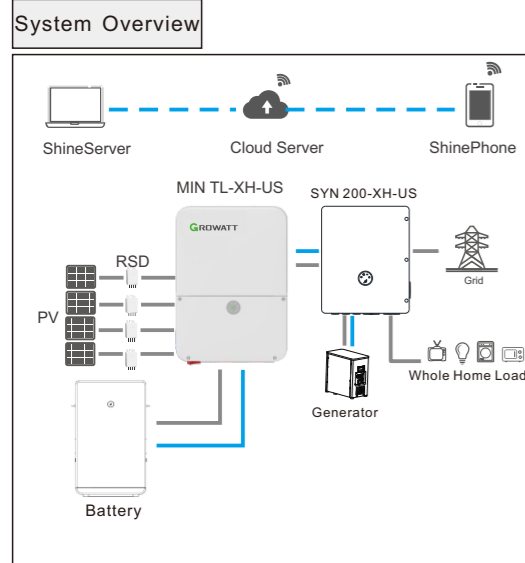 System Overview
ShineServer
Cloud Server
ShinePhone
MIN TL-XH-US
SYN 200-XH-US
GROWATT
RSD
PV
Grid
Whole Home Load
Generator
Battery